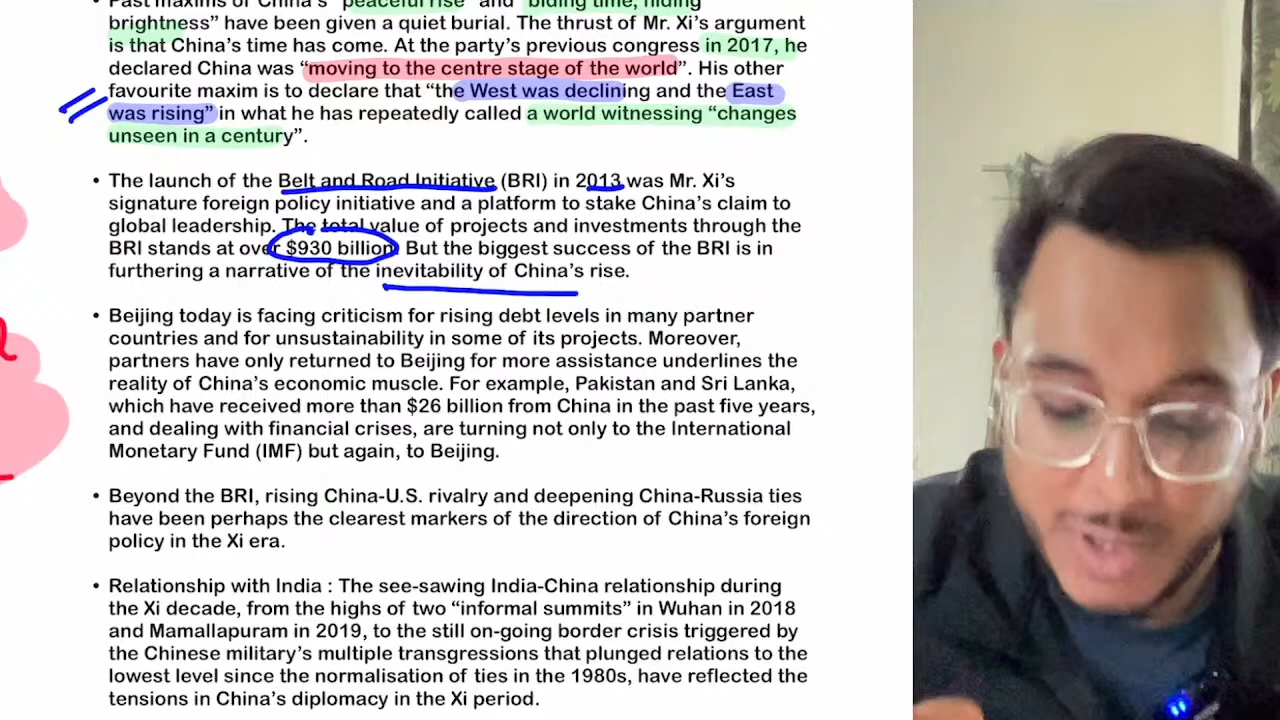 Past maxims of China's "peaceful rise" and "biding time, hiding
brightness" have been given a quiet burial. The thrust of Mr. Xi's argument
is that China's time has come. At the party's previous congress in 2017, he
declared China was "moving to the centre stage of the world". His other
favourite maxim is to declare that "the West was declining and the East
was rising" in what he has repeatedly called a world witnessing "changes
unseen in a century".
• The launch of the Belt and Road Initiative (BRI) in 2013 was Mr. Xi's
signature foreign policy initiative and a platform to stake China's claim to
global leadership. The total value of projects and investments through the
BRI stands at over $930 billion. But the biggest success of the BRI is in
furthering a narrative of the inevitability of China's rise.
• Beijing today is facing criticism for rising debt levels in many partner
countries and for unsustainability in some of its projects. Moreover,
partners have only returned to Beijing for more assistance underlines the
reality of China's economic muscle. For example, Pakistan and Sri Lanka,
which have received more than $26 billion from China in the past five years,
and dealing with financial crises, are turning not only to the International
Monetary Fund (IMF) but again, to Beijing.
• Beyond the BRI, rising China-U.S. rivalry and deepening China-Russia ties
have been perhaps the clearest markers of the direction of China's foreign
policy in the Xi era.
• Relationship with India : The see-sawing India-China relationship during
the Xi decade, from the highs of two "informal summits" in Wuhan in 2018
and Mamallapuram in 2019, to the still on-going border crisis triggered by
the Chinese military's multiple transgressions that plunged relations to the
lowest level since the normalisation of ties in the 1980s, have reflected the
tensions in China's diplomacy in the Xi period.